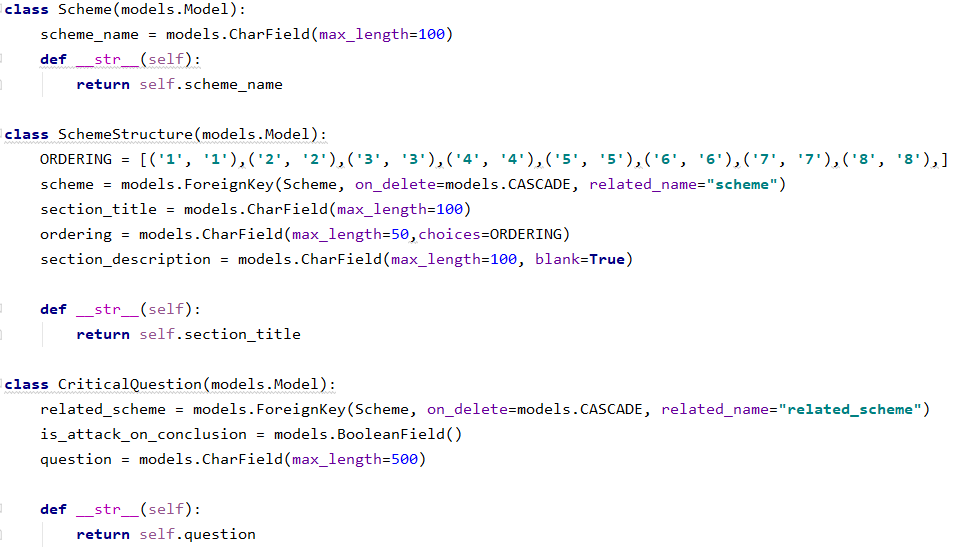 class Scheme(models.Model):
    scheme_name = models.CharField(max_length=100)
    def __str__(self):
        return self.scheme_name

class SchemeStructure(models.Model):
    ORDERING = [('1', '1'),('2', '2'),('3', '3'),('4', '4'),('5', '5'),('6', '6'),('7', '7'),('8', '8'),]
    scheme = models.ForeignKey(Scheme, on_delete=models.CASCADE, related_name="scheme")
    section_title = models.CharField(max_length=100)
    ordering = models.CharField(max_length=50,choices=ORDERING)
    section_description = models.CharField(max_length=100, blank=True)

    def __str__(self):
        return self.section_title

class CriticalQuestion(models.Model):
    related_scheme = models.ForeignKey(Scheme, on_delete=models.CASCADE, related_name="related_scheme")
    is_attack_on_conclusion = models.BooleanField()
    question = models.CharField(max_length=500)

    def __str__(self):
        return self.question